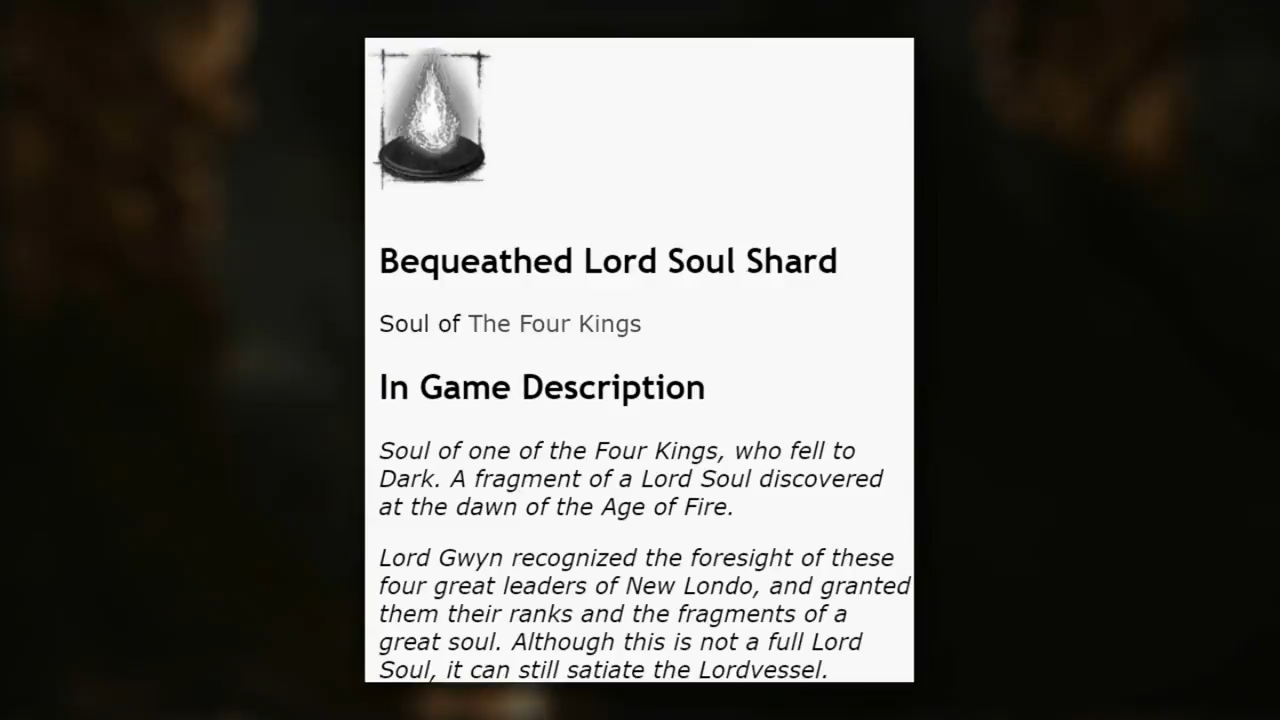 Bequeathed Lord Soul Shard
Soul of The Four Kings
In Game Description
Soul of one of the Four Kings, who fell to
Dark. A fragment of a Lord Soul discovered
at the dawn of the Age of Fire.
Lord Gwyn recognized the foresight of these
four great leaders of New Londo, and granted
them their ranks and the fragments of a
great soul. Although this is not a full Lord
Soul, it can still satiate the Lordvessel.